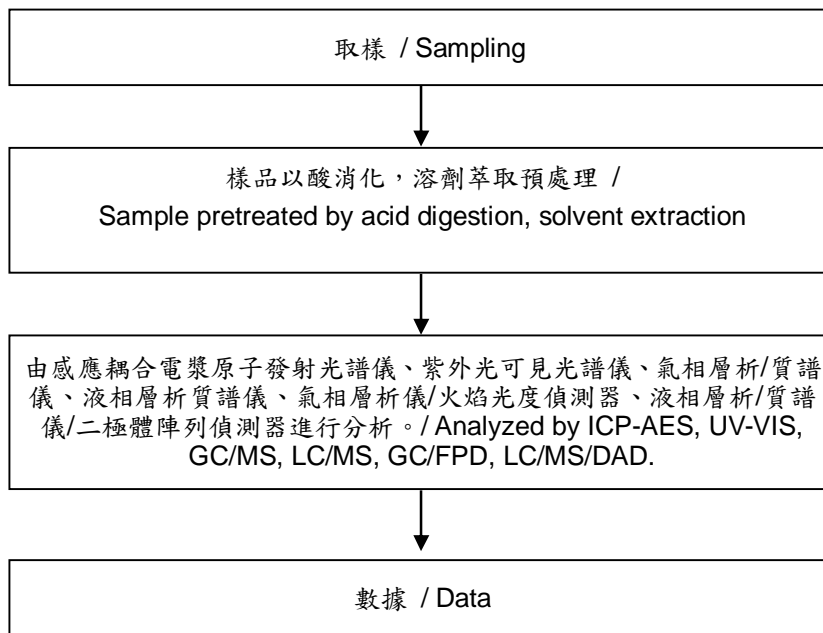 取樣 / Sampling
樣品以酸消化，溶劑萃取預處理 /
Sample pretreated by acid digestion, solvent extraction
由感應耦合電漿原子發射光譜儀、紫外光可見光譜儀、氣相層析/質譜
儀、液相層析質譜儀、氣相層析儀/火焰光度偵測器、液相層析/質譜
儀/二極體陣列偵測器進行分析。/ Analyzed by ICP-AES, UV-VIS,
GC/MS, LC/MS, GC/FPD, LC/MS/DAD.
數據 / Data